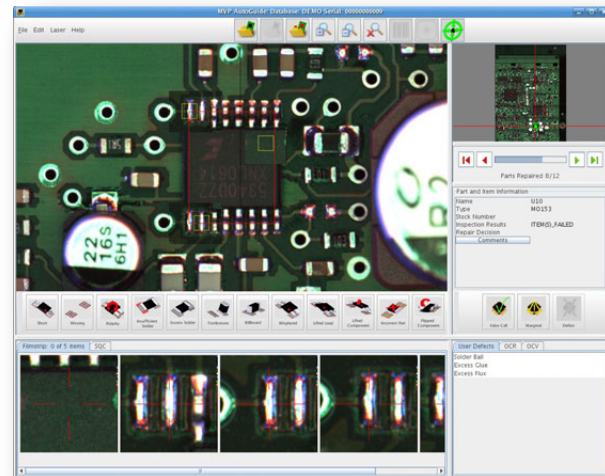 MVP AutoGuide: Database: DEMO Serial: 00000000009
File Edit Laser Help
22
16S
6H1
Parts Repaired 8/12
Part and Item Information
Name U10
Type MO153
Stock Number
Inspection Results ITEM(S)_FAILED
Repair Decision
Comments
Short
Missing
Polarity
Insufficient Solder
Excess Solder
Tombstone
Billboard
Misplaced
Lifted Lead
Lifted Component
Incorrect Part
Flipped Component
False Call
Marginal
Defect
Filmstrip: 0 of 5 items
SQC
User Defects OCR OCV
Solder Ball
Excess Glue
Excess Flux